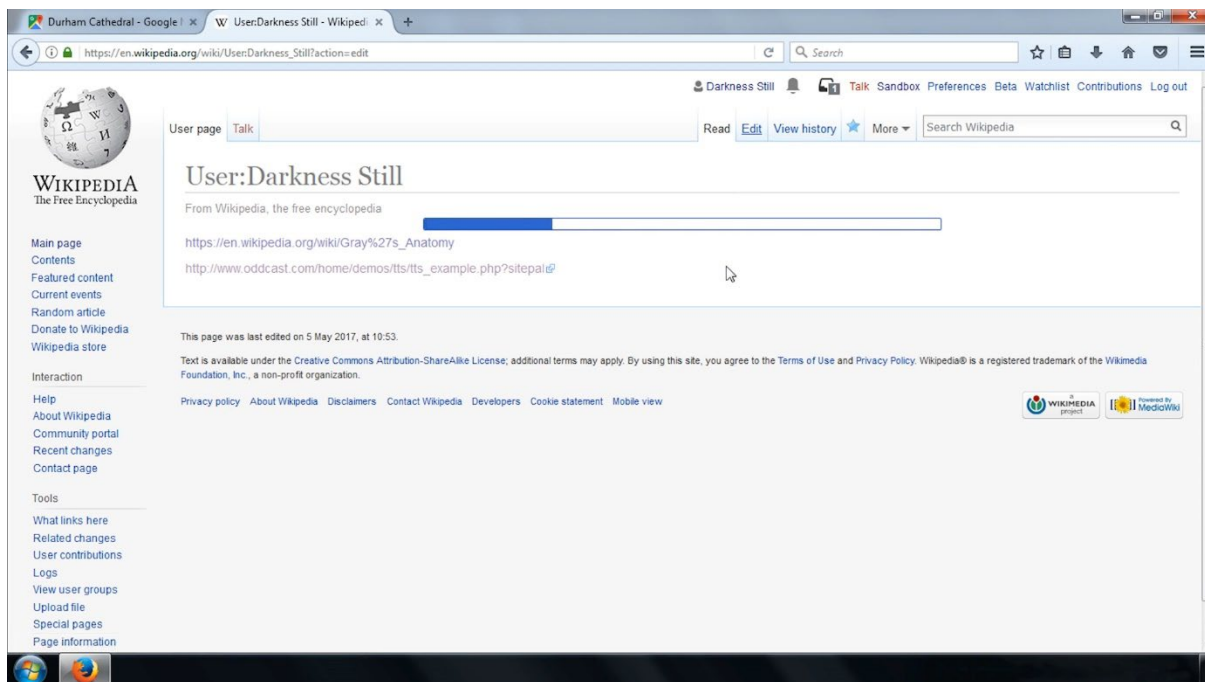 Durham Cathedral - Google M
W User:Darkness Still - Wikipedi
https://en.wikipedia.org/wiki/User:Darkness_Still?action=edit
Search
Darkness Still 1 Talk Sandbox Preferences Beta Watchlist Contributions Log out
User page Talk Read Edit View history More Search Wikipedia
WIKIPEDIA
The Free Encyclopedia
User:Darkness Still
From Wikipedia, the free encyclopedia
https://en.wikipedia.org/wiki/Gray%27s_Anatomy
http://www.oddcast.com/home/demos/tts/tts_example.php?sitepal
This page was last edited on 5 May 2017, at 10:53.
Text is available under the Creative Commons Attribution-ShareAlike License; additional terms may apply. By using this site, you agree to the Terms of Use and Privacy Policy. Wikipedia® is a registered trademark of the Wikimedia
Foundation, Inc., a non-profit organization.
Privacy policy About Wikipedia Disclaimers Contact Wikipedia Developers Cookie statement Mobile view
a WIKIMEDIA project
Powered By MediaWiki
Main page
Contents
Featured content
Current events
Random article
Donate to Wikipedia
Wikipedia store
Interaction
Help
About Wikipedia
Community portal
Recent changes
Contact page
Tools
What links here
Related changes
User contributions
Logs
View user groups
Upload file
Special pages
Page information